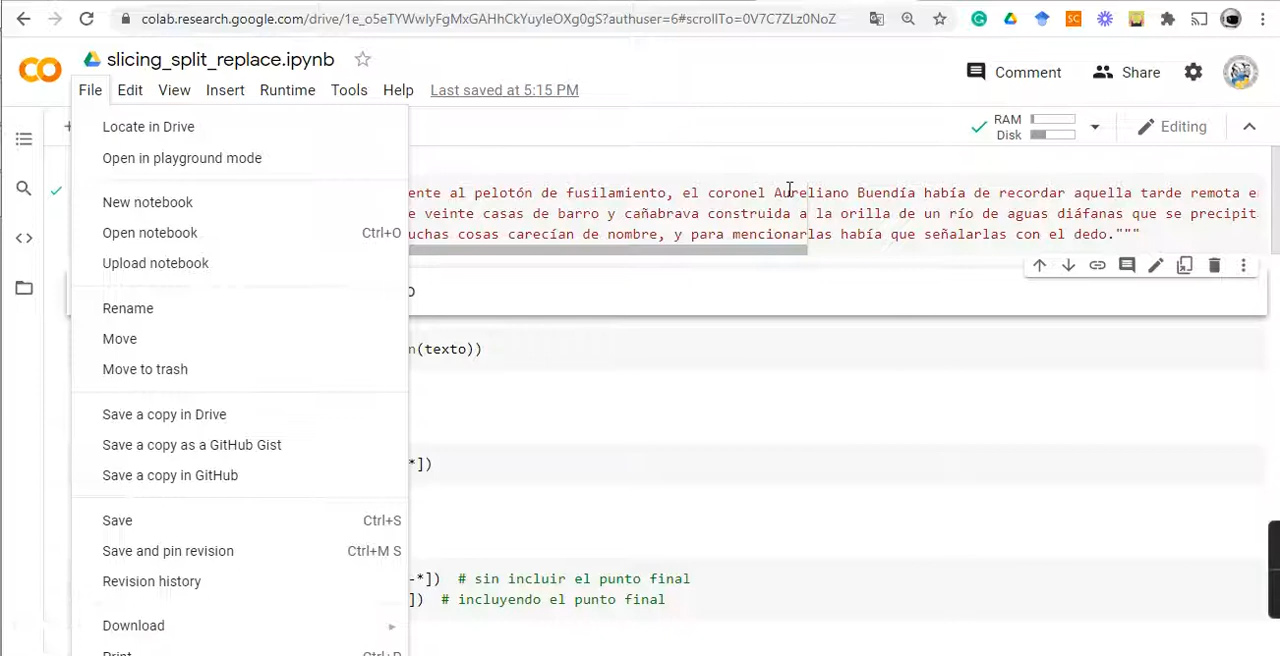 colab.research.google.com/drive/1e_o5eTYWwlyFgMxGAHhCkYuyIeOXg0gS?authuser=6#scrollTo=0V7C7ZLz0NoZ
slicing_split_replace.ipynb
File Edit View Insert Runtime Tools Help Last saved at 5:15 PM
Comment
Share
RAM
Disk
Editing
Locate in Drive
Open in playground mode
New notebook
Open notebook Ctrl+O
Upload notebook
Rename
Move
Move to trash
Save a copy in Drive
Save a copy as a GitHub Gist
Save a copy in GitHub
Save Ctrl+S
Save and pin revision Ctrl+M S
Revision history
Download
Print Ctrl+P
ente al pelotón de fusilamiento, el coronel Aureliano Buendía había de recordar aquella tarde remota e
e veinte casas de barro y cañabrava construida a la orilla de un río de aguas diáfanas que se precipit
uchas cosas carecían de nombre, y para mencionarlas había que señalarlas con el dedo."""
o
n(texto))
*])
-*]) # sin incluir el punto final
]) # incluyendo el punto final